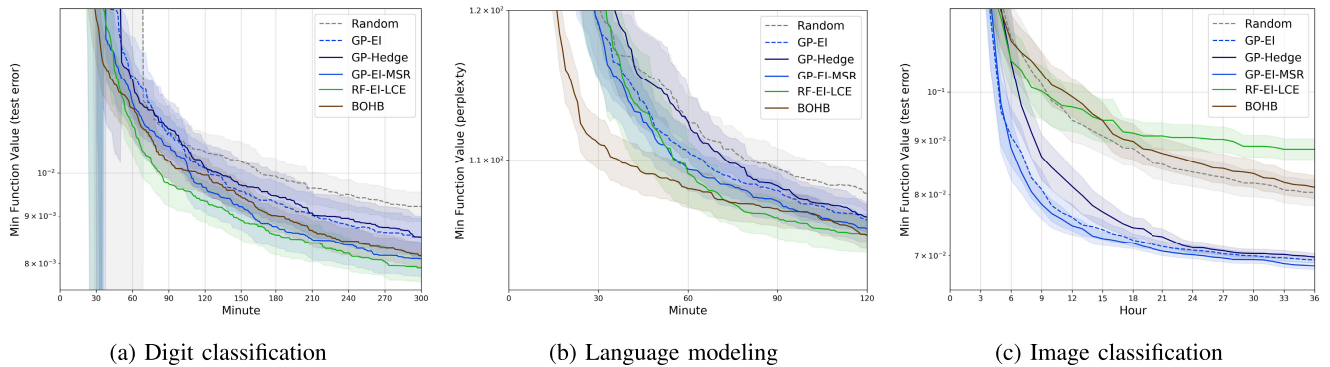 Min Function Value (test error)
10⁻²
9 × 10⁻³
8 × 10⁻³
Random
GP-EI
GP-Hedge
GP-EI-MSR
RF-EI-LCE
BOHB
0 30 60 90 120 150 180 210 240 270 300
Minute
(a) Digit classification
Min Function Value (perplexty)
1.2 × 10²
1.1 × 10²
Random
GP-EI
GP-Hedge
GP-EI-MSR
RF-EI-LCE
BOHB
0 30 60 90 120
Minute
(b) Language modeling
Min Function Value (test error)
10⁻¹
9 × 10⁻²
8 × 10⁻²
7 × 10⁻²
Random
GP-EI
GP-Hedge
GP-EI-MSR
RF-EI-LCE
BOHB
0 3 6 9 12 15 18 21 24 27 30 33 36
Hour
(c) Image classification